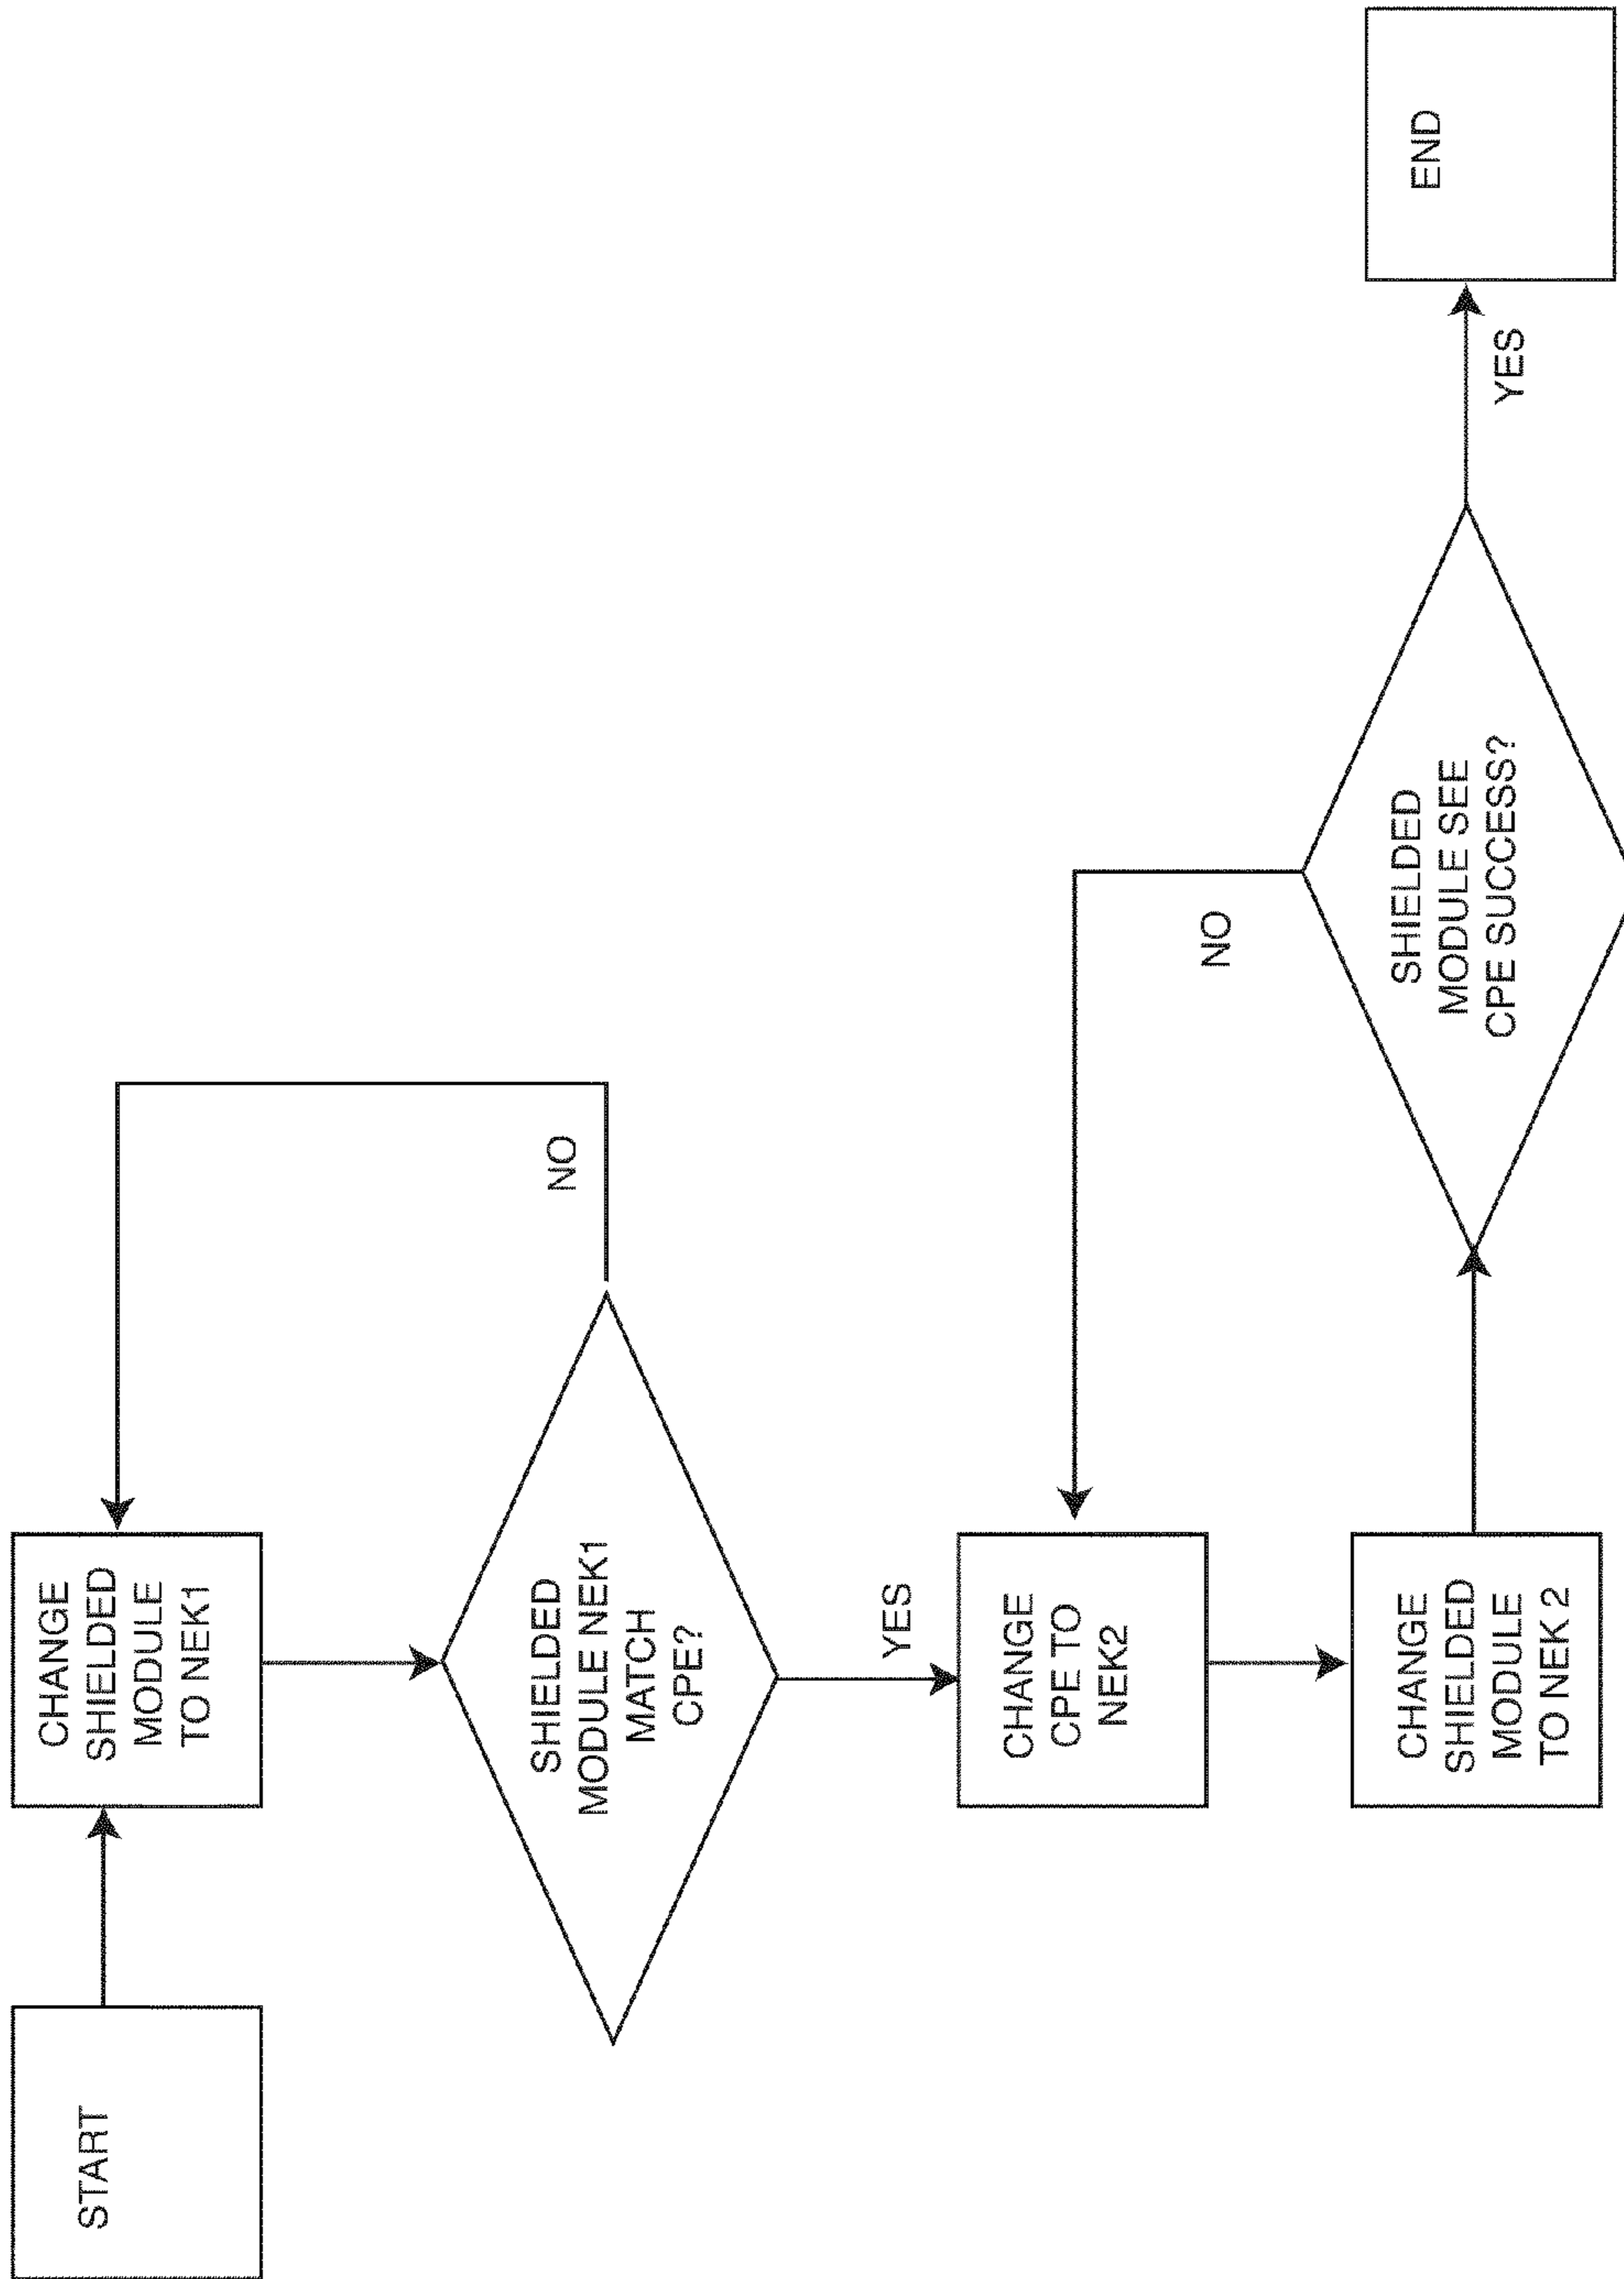 START
CHANGE
SHIELDED
MODULE
TO NEK1
SHIELDED
MODULE NEK1
MATCH
CPE?
NO
YES
CHANGE
CPE TO
NEK2
CHANGE
SHIELDED
MODULE
TO NEK 2
SHIELDED
MODULE SEE
CPE SUCCESS?
NO
YES
END